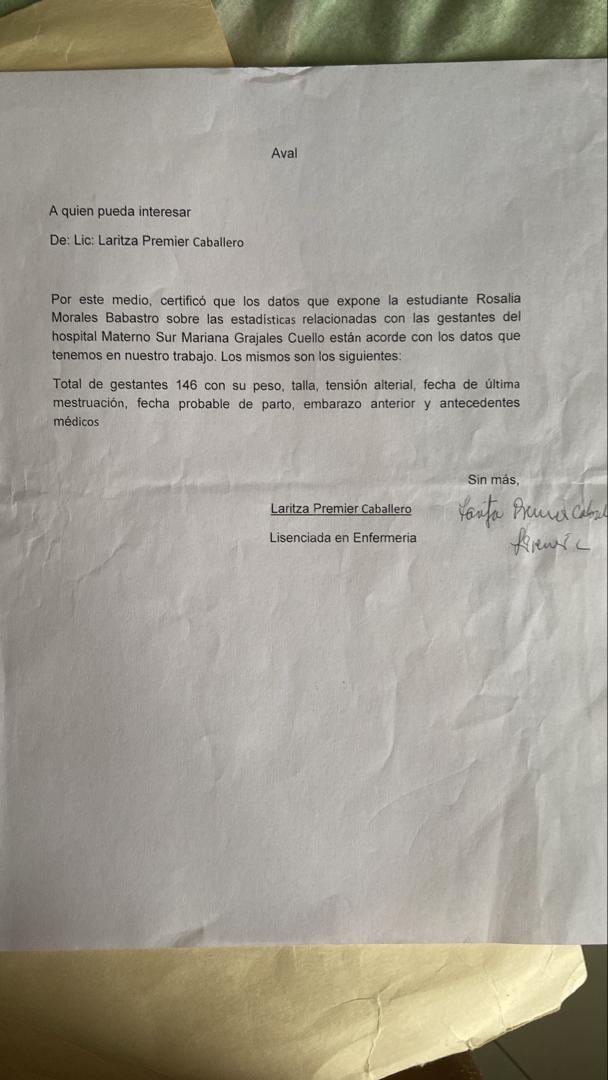 Aval
A quien pueda interesar
De: Lic: Laritza Premier Caballero
Por este medio, certificó que los datos que expone la estudiante Rosalia
Morales Babastro sobre las estadísticas relacionadas con las gestantes del
hospital Materno Sur Mariana Grajales Cuello están acorde con los datos que
tenemos en nuestro trabajo. Los mismos son los siguientes:
Total de gestantes 146 con su peso, talla, tensión alterial, fecha de última
mestruación, fecha probable de parto, embarazo anterior y antecedentes
médicos
Sin más,
Laritza Premier Caballero
Lisenciada en Enfermeria